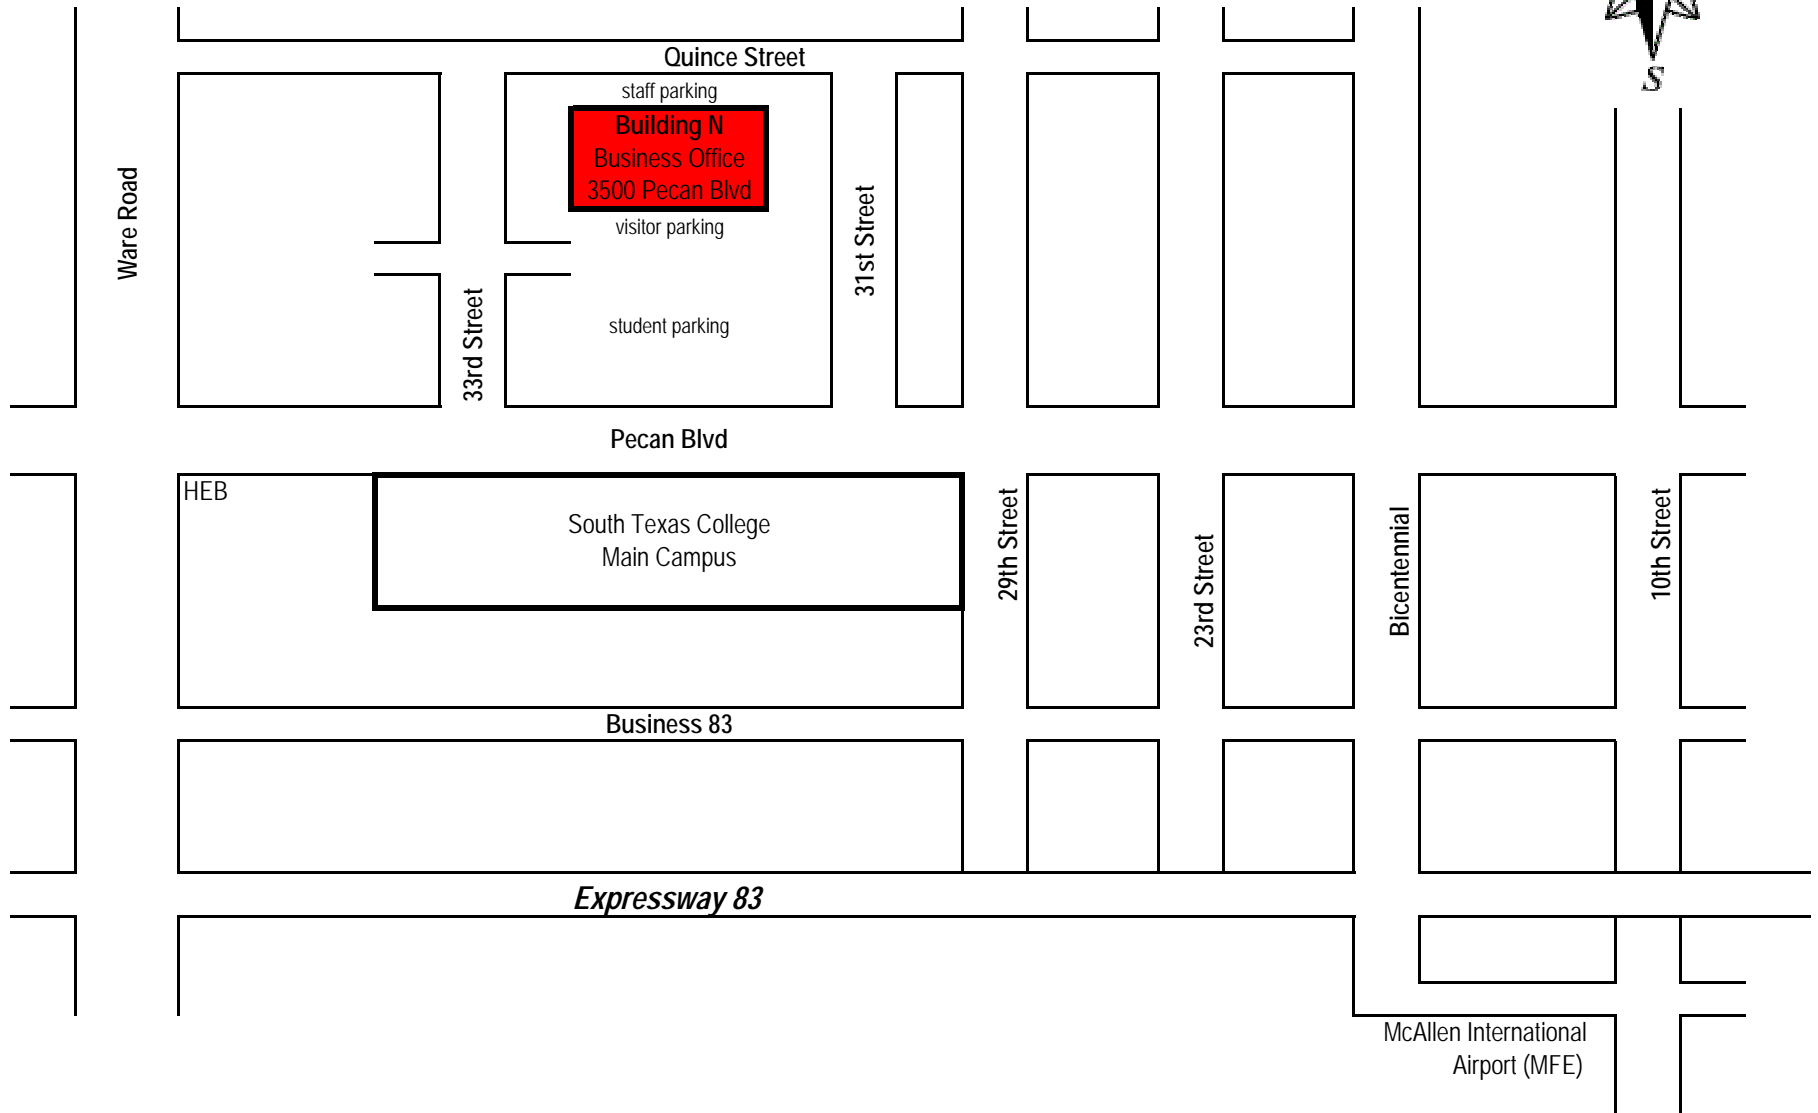 S
Quince Street
staff parking
Building N
Business Office
3500 Pecan Blvd
visitor parking
student parking
Ware Road
33rd Street
31st Street
Pecan Blvd
HEB
South Texas College
Main Campus
29th Street
23rd Street
Bicentennial
10th Street
Business 83
Expressway 83
McAllen International
Airport (MFE)